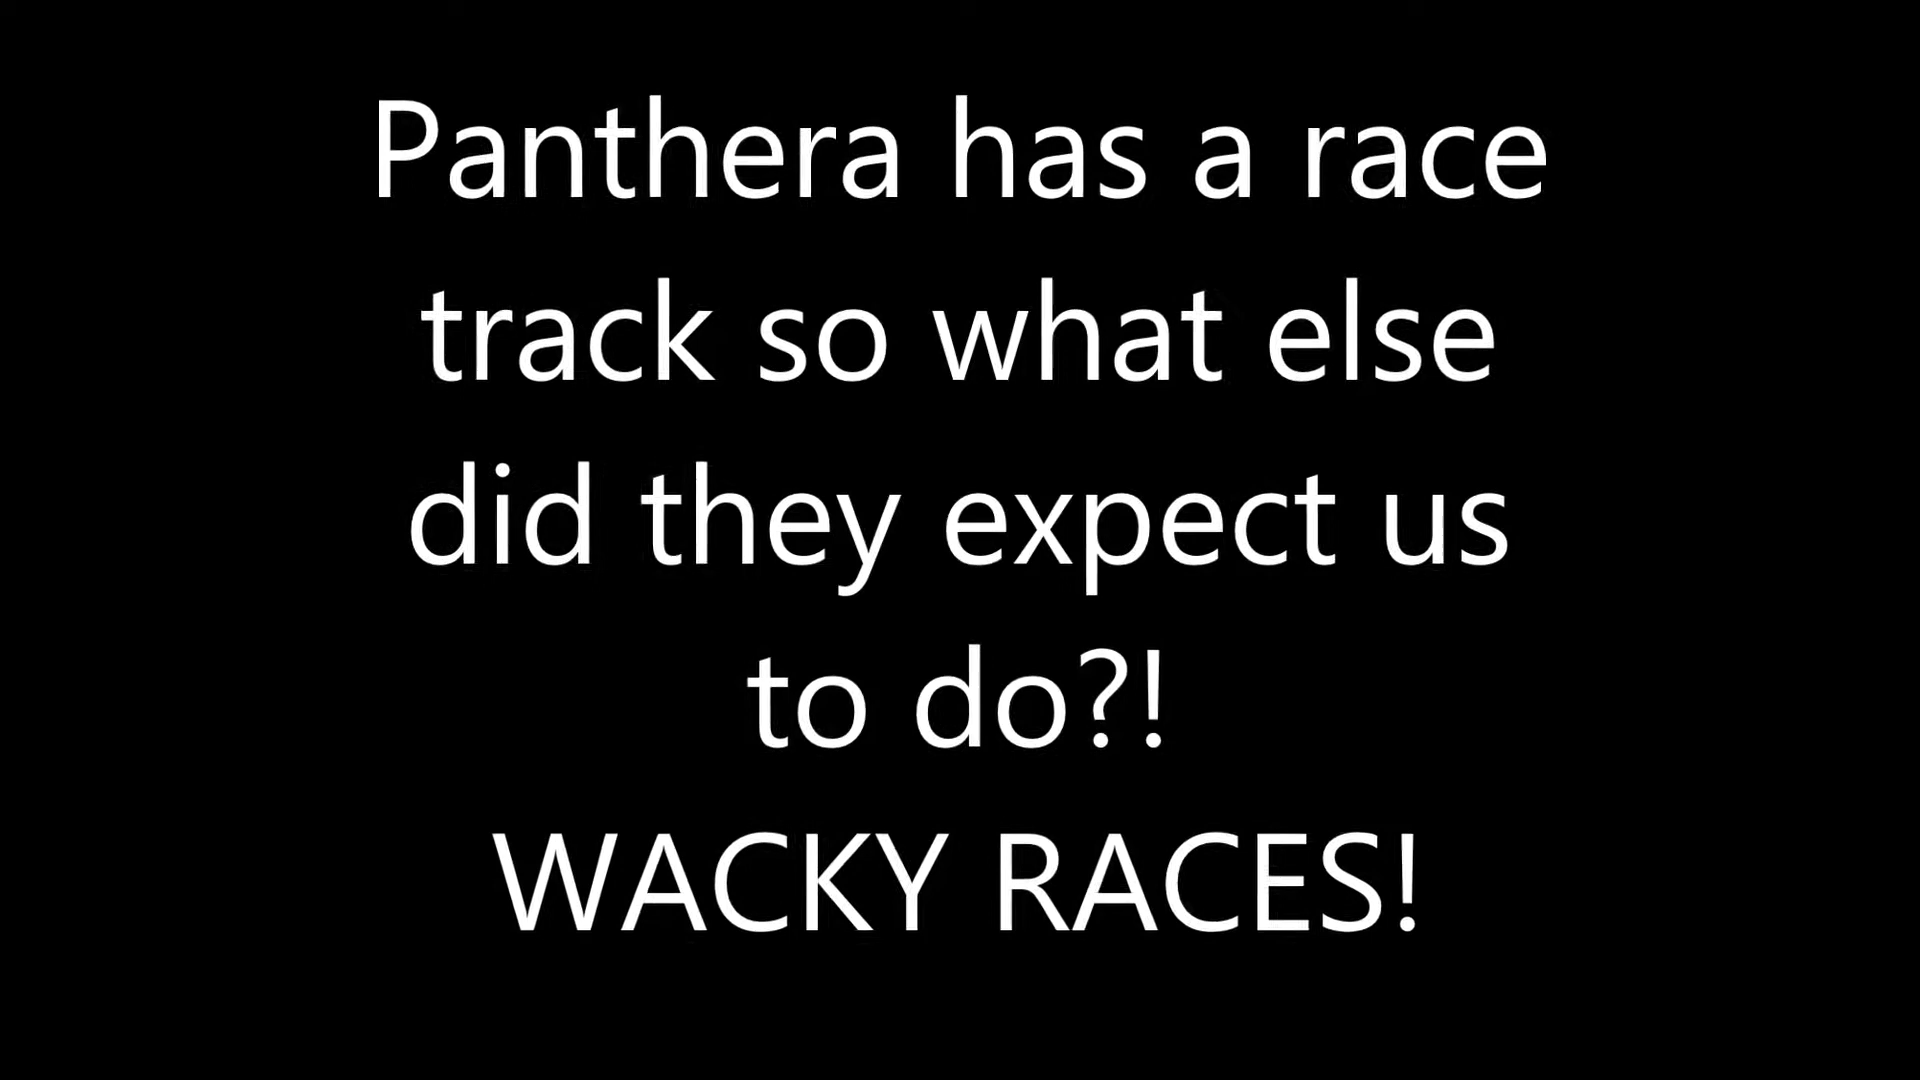 Panthera has a race
track so what else
did they expect us
to do?!
WACKY RACES!